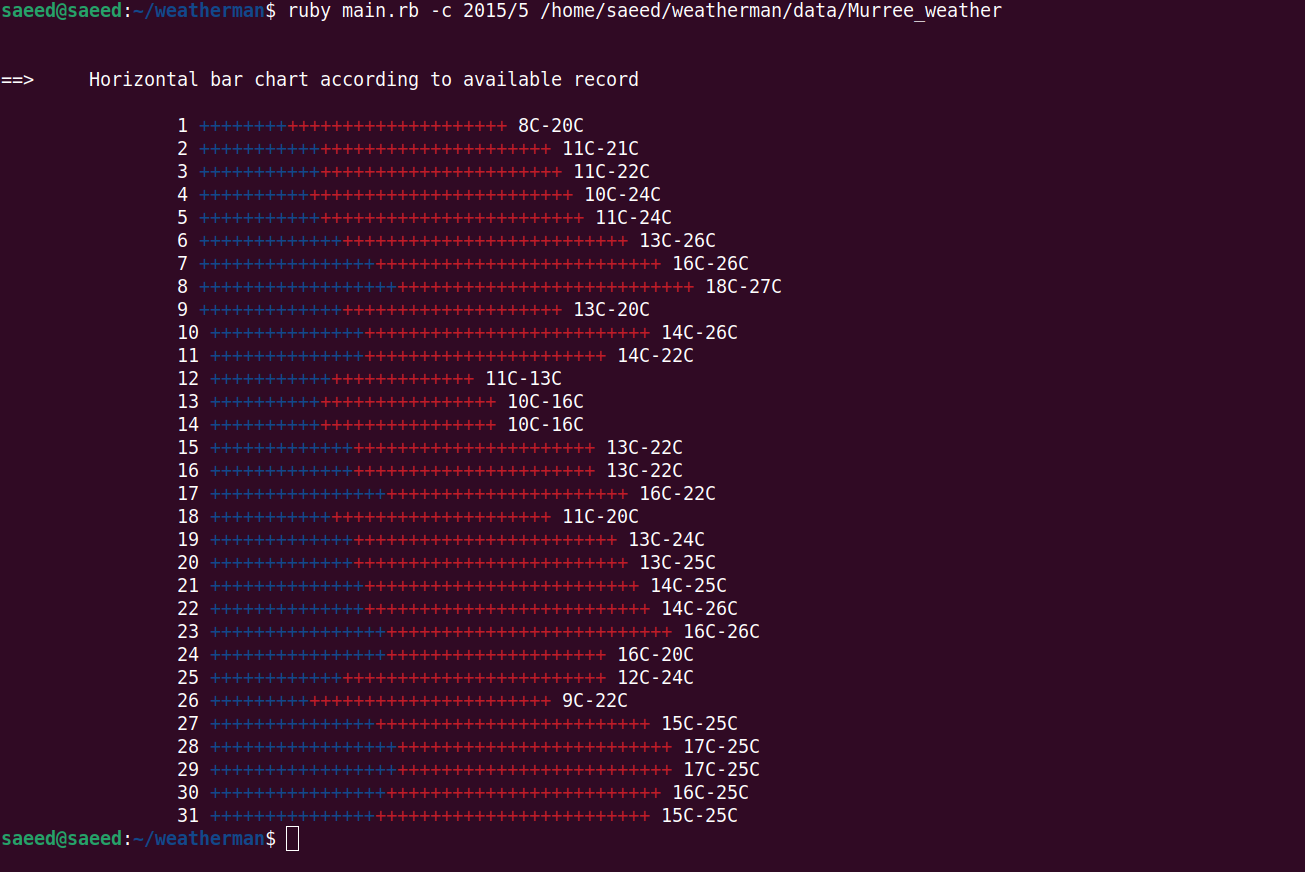 saeed@saeed:~/weatherman$ ruby main.rb -c 2015/5 /home/saeed/weatherman/data/Murree_weather
==> Horizontal bar chart according to available record
1 ++++++++++++++++++++++++++++ 8C-20C
2 ++++++++++++++++++++++++++++++++ 11C-21C
3 +++++++++++++++++++++++++++++++++ 11C-22C
4 ++++++++++++++++++++++++++++++++++ 10C-24C
5 +++++++++++++++++++++++++++++++++++ 11C-24C
6 +++++++++++++++++++++++++++++++++++++++ 13C-26C
7 ++++++++++++++++++++++++++++++++++++++++++ 16C-26C
8 +++++++++++++++++++++++++++++++++++++++++++++ 18C-27C
9 +++++++++++++++++++++++++++++++++ 13C-20C
10 ++++++++++++++++++++++++++++++++++++++++ 14C-26C
11 ++++++++++++++++++++++++++++++++++++ 14C-22C
12 ++++++++++++++++++++++++ 11C-13C
13 ++++++++++++++++++++++++++ 10C-16C
14 ++++++++++++++++++++++++++ 10C-16C
15 +++++++++++++++++++++++++++++++++++ 13C-22C
16 +++++++++++++++++++++++++++++++++++ 13C-22C
17 ++++++++++++++++++++++++++++++++++++++ 16C-22C
18 +++++++++++++++++++++++++++++++ 11C-20C
19 +++++++++++++++++++++++++++++++++++++ 13C-24C
20 ++++++++++++++++++++++++++++++++++++++ 13C-25C
21 +++++++++++++++++++++++++++++++++++++++ 14C-25C
22 ++++++++++++++++++++++++++++++++++++++++ 14C-26C
23 ++++++++++++++++++++++++++++++++++++++++++ 16C-26C
24 ++++++++++++++++++++++++++++++++++++ 16C-20C
25 ++++++++++++++++++++++++++++++++++++ 12C-24C
26 +++++++++++++++++++++++++++++++ 9C-22C
27 ++++++++++++++++++++++++++++++++++++++++ 15C-25C
28 ++++++++++++++++++++++++++++++++++++++++++ 17C-25C
29 ++++++++++++++++++++++++++++++++++++++++++ 17C-25C
30 +++++++++++++++++++++++++++++++++++++++++ 16C-25C
31 ++++++++++++++++++++++++++++++++++++++++ 15C-25C
saeed@saeed:~/weatherman$